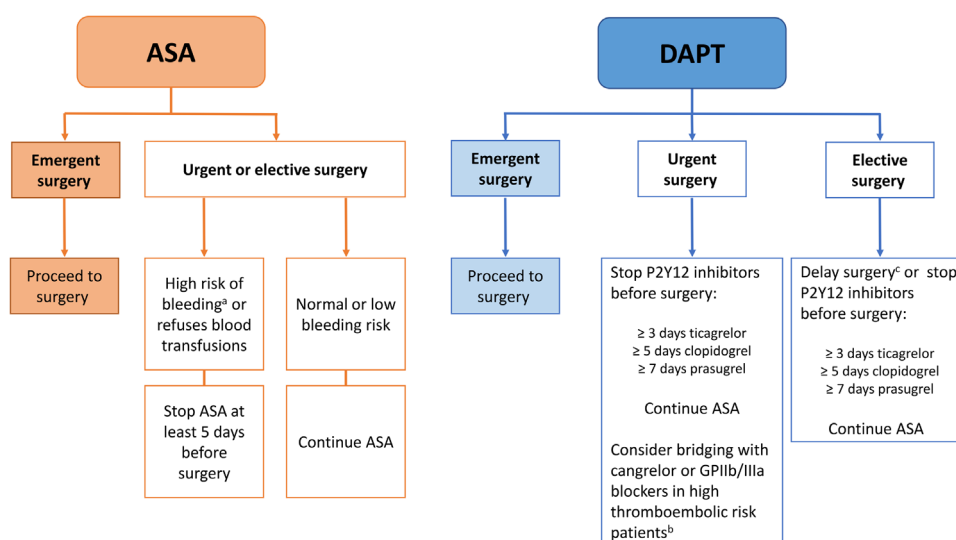 ASA
Emergent
surgery
Urgent or elective surgery
Proceed to
surgery
High risk of
bleedingᵃ or
refuses blood
transfusions
Normal or low
bleeding risk
Stop ASA at
least 5 days
before
surgery
Continue ASA
DAPT
Emergent
surgery
Urgent
surgery
Elective
surgery
Proceed to
surgery
Stop P2Y12 inhibitors
before surgery:
≥ 3 days ticagrelor
≥ 5 days clopidogrel
≥ 7 days prasugrel
Continue ASA
Consider bridging with
cangrelor or GPIIb/IIIa
blockers in high
thromboembolic risk
patientsᵇ
Delay surgeryᶜ or stop
P2Y12 inhibitors
before surgery:
≥ 3 days ticagrelor
≥ 5 days clopidogrel
≥ 7 days prasugrel
Continue ASA